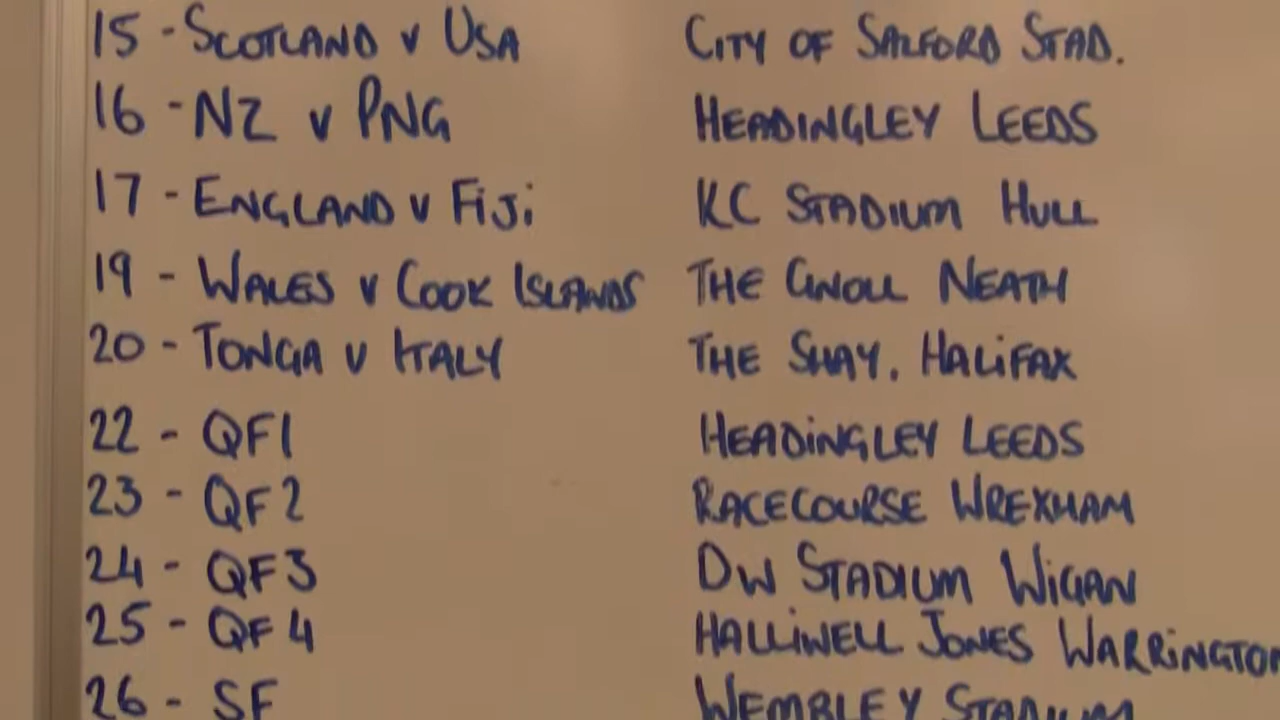 15 - SCOTLAND v USA CITY OF SALFORD STAD.
16 - NZ v PNG HEADINGLEY LEEDS
17 - ENGLAND v FiJi KC STADIUM HULL
19 - WALES v COOK ISLANDS THE GNOLL NEATH
20 - TONGA v ITALY THE SHAY. HALiFAX
22 - QF1 HEADiNGLEY LEEDS
23 - QF2 RACECOURSE WREXHAM
24 - QF3 DW STADIUM WiGAN
25 - QF4 HALLiWELL JONES WARRiNGTON
26 - SF WEMBLEY STADIUM